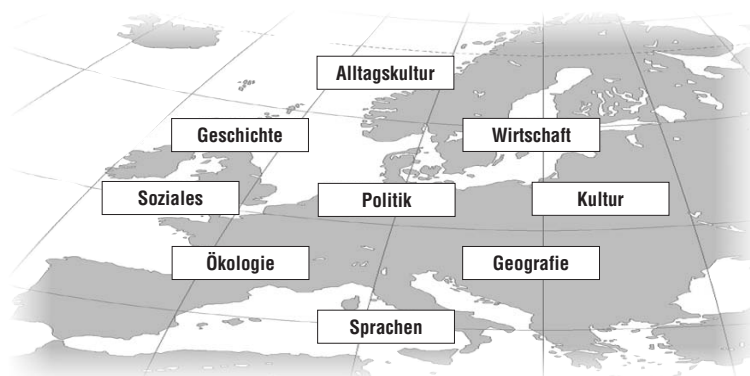 Alltagskultur
Geschichte
Wirtschaft
Soziales
Politik
Kultur
Ökologie
Geografie
Sprachen